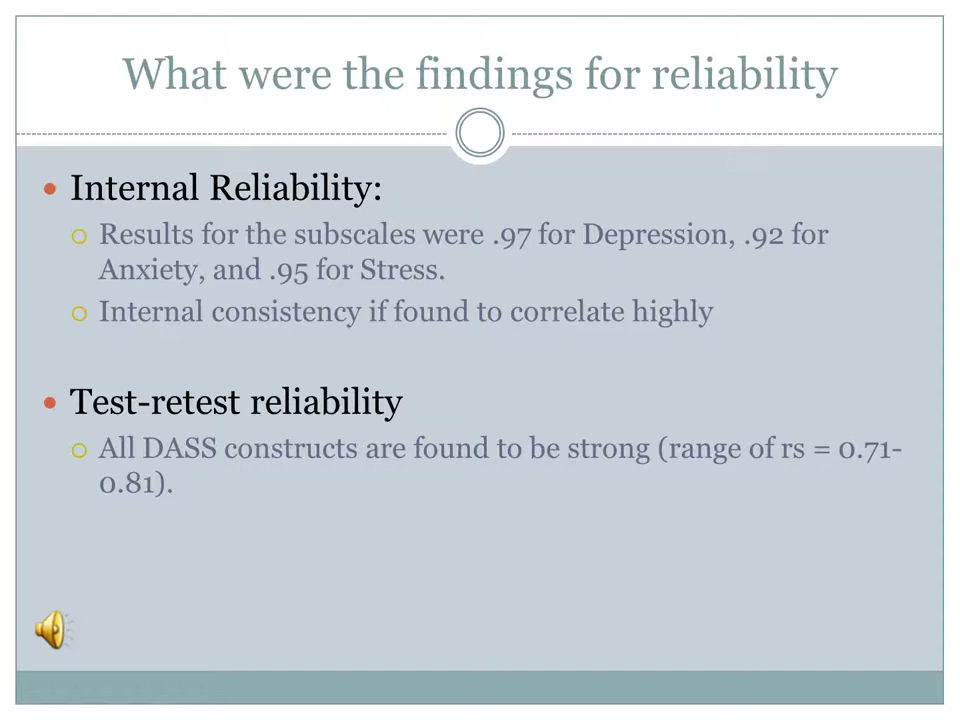 What were the findings for reliability
Internal Reliability:
Results for the subscales were .97 for Depression, .92 for
Anxiety, and .95 for Stress.
Internal consistency if found to correlate highly
Test-retest reliability
All DASS constructs are found to be strong (range of rs = 0.71-
0.81).